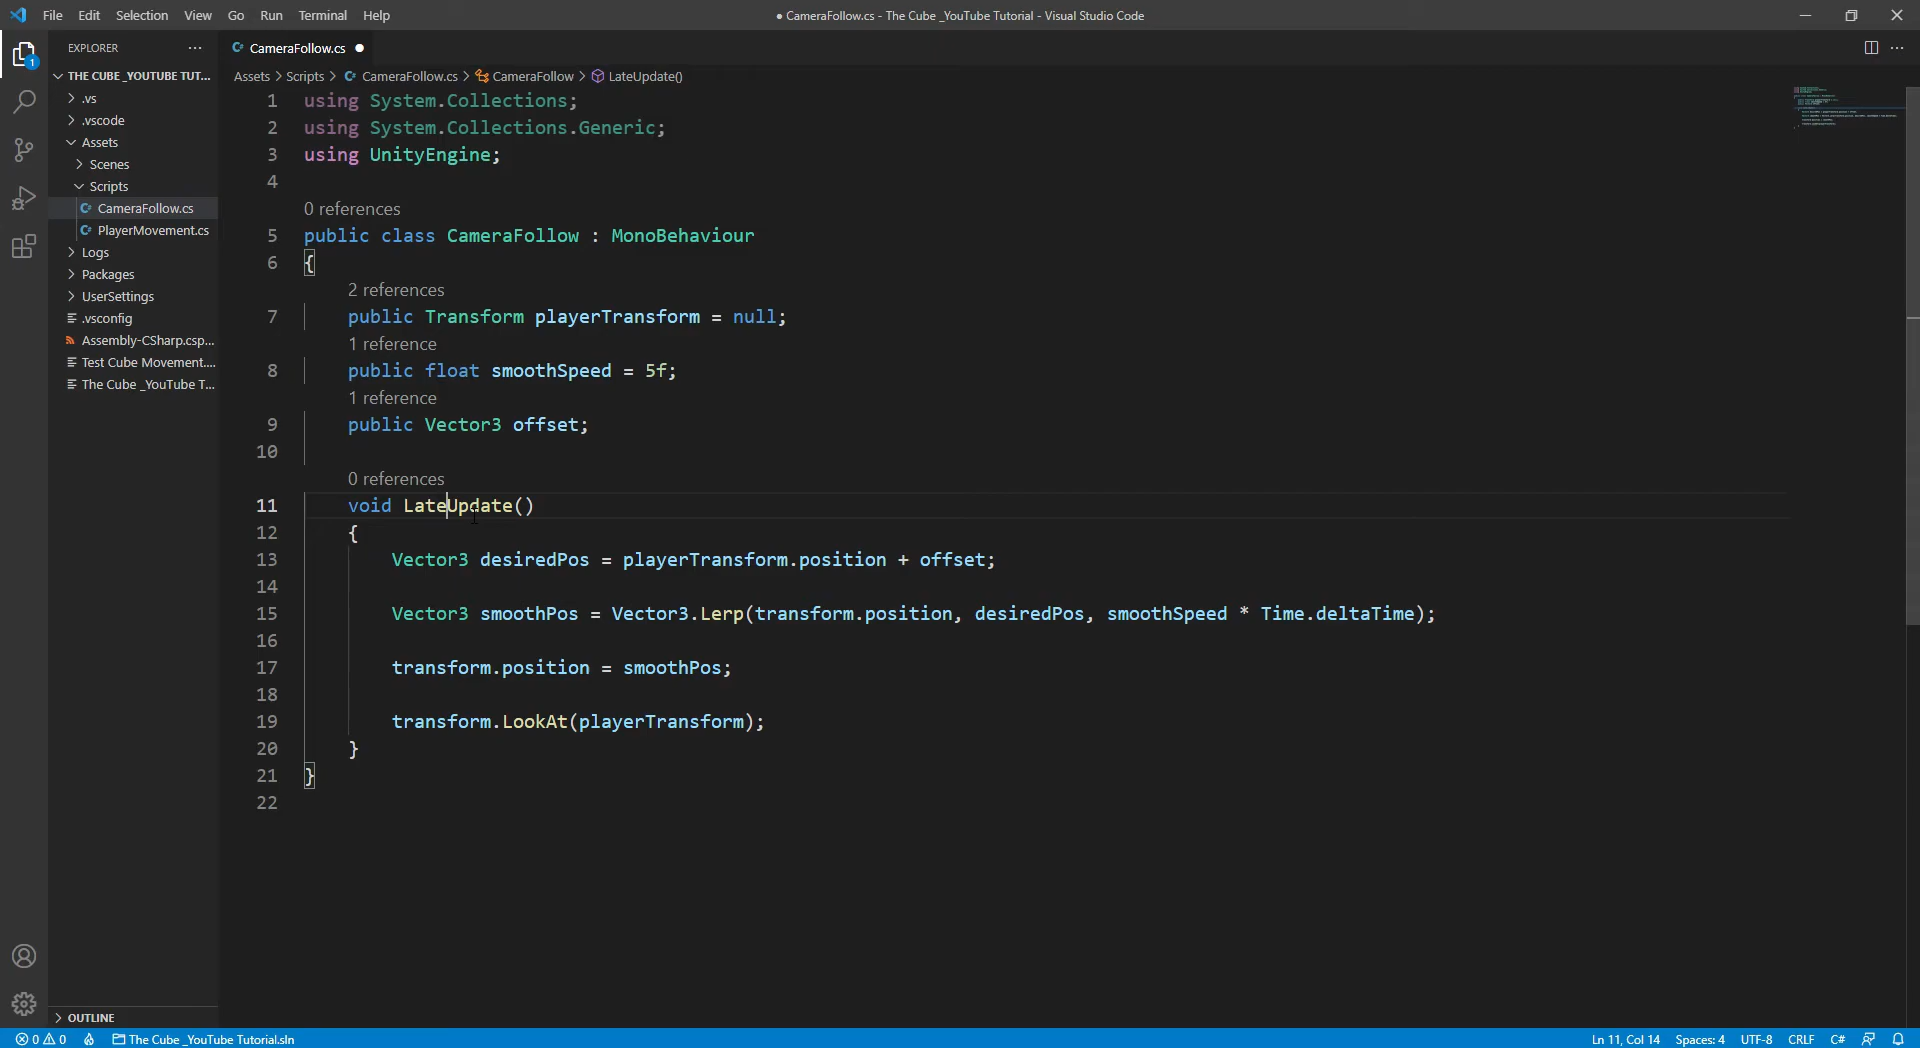 File Edit Selection View Go Run Terminal Help
● CameraFollow.cs - The Cube _YouTube Tutorial - Visual Studio Code
EXPLORER ···
1
THE CUBE _YOUTUBE TUT...
.vs
.vscode
Assets
Scenes
Scripts
CameraFollow.cs
PlayerMovement.cs
Logs
Packages
UserSettings
.vsconfig
Assembly-CSharp.csp...
Test Cube Movement....
The Cube _YouTube T...
OUTLINE
C# CameraFollow.cs ●
Assets > Scripts > C# CameraFollow.cs > CameraFollow > LateUpdate()
1 using System.Collections;
2 using System.Collections.Generic;
3 using UnityEngine;
4
0 references
5 public class CameraFollow : MonoBehaviour
6 {
2 references
7 public Transform playerTransform = null;
1 reference
8 public float smoothSpeed = 5f;
1 reference
9 public Vector3 offset;
10
0 references
11 void LateUpdate()
12 {
13 Vector3 desiredPos = playerTransform.position + offset;
14
15 Vector3 smoothPos = Vector3.Lerp(transform.position, desiredPos, smoothSpeed * Time.deltaTime);
16
17 transform.position = smoothPos;
18
19 transform.LookAt(playerTransform);
20 }
21 }
22
0 0 The Cube _YouTube Tutorial.sln Ln 11, Col 14 Spaces: 4 UTF-8 CRLF C#